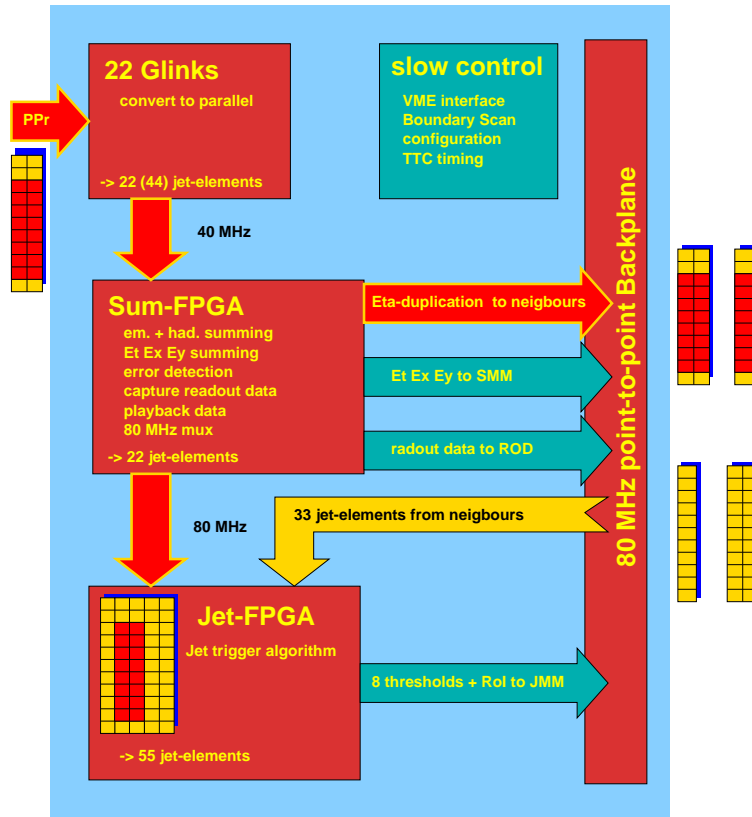 22 Glinks
convert to parallel
-> 22 (44) jet-elements
slow control
VME interface
Boundary Scan
configuration
TTC timing
PPr
40 MHz
Sum-FPGA
em. + had. summing
Et Ex Ey summing
error detection
capture readout data
playback data
80 MHz mux
-> 22 jet-elements
Eta-duplication to neigbours
Et Ex Ey to SMM
radout data to ROD
33 jet-elements from neigbours
80 MHz
80 MHz point-to-point Backplane
Jet-FPGA
Jet trigger algorithm
-> 55 jet-elements
8 thresholds + RoI to JMM